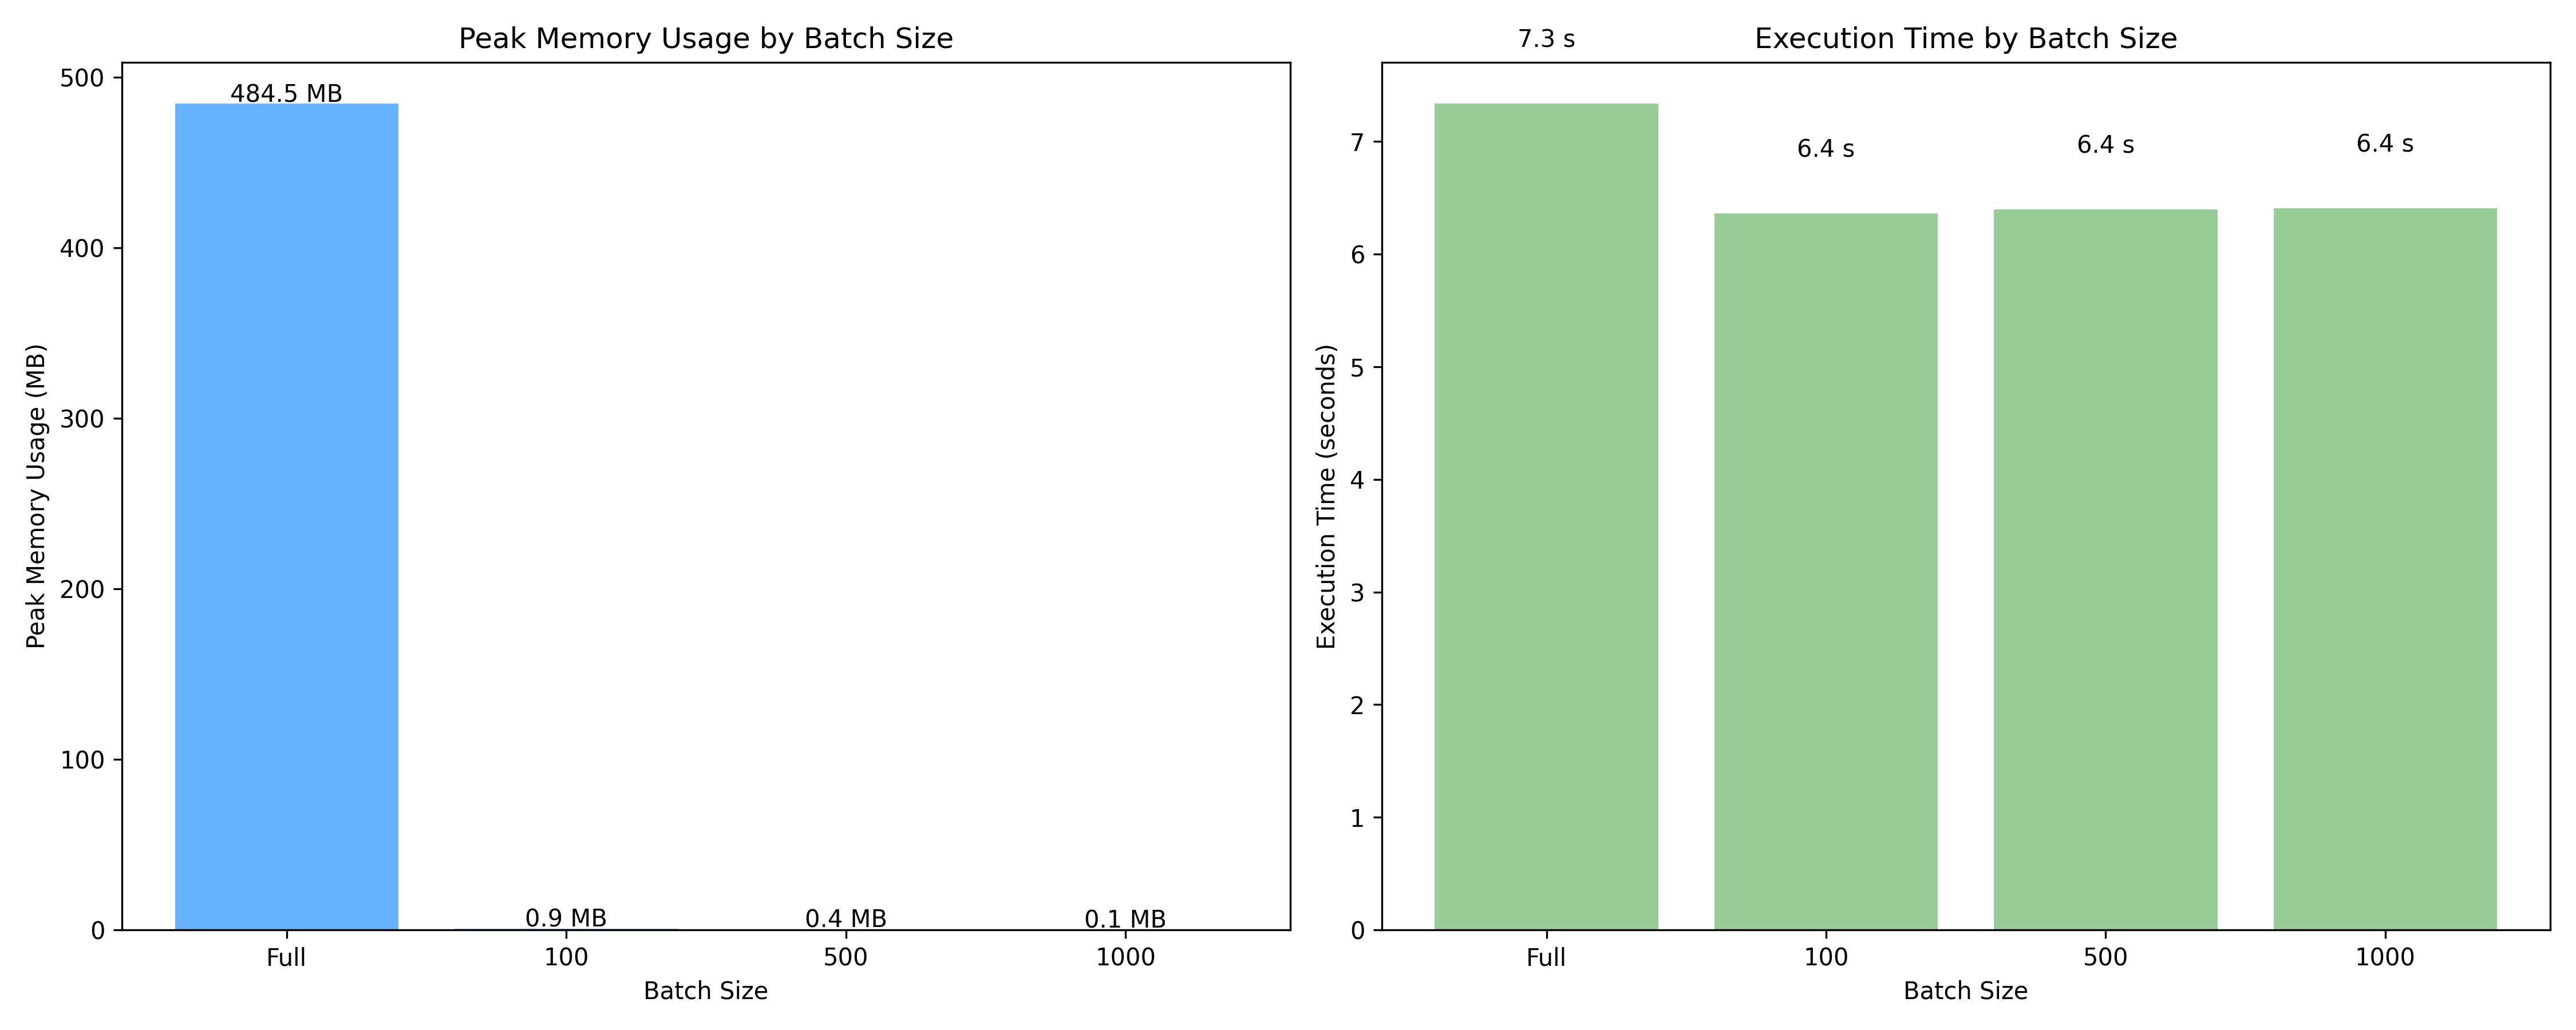 Peak Memory Usage by Batch Size
500
484.5 MB
400
300
200
100
0
Peak Memory Usage (MB)
0.9 MB
0.4 MB
0.1 MB
Full
100
500
1000
Batch Size
Execution Time by Batch Size
7.3 s
6.4 s
6.4 s
6.4 s
7
6
5
4
3
2
1
0
Execution Time (seconds)
Full
100
500
1000
Batch Size